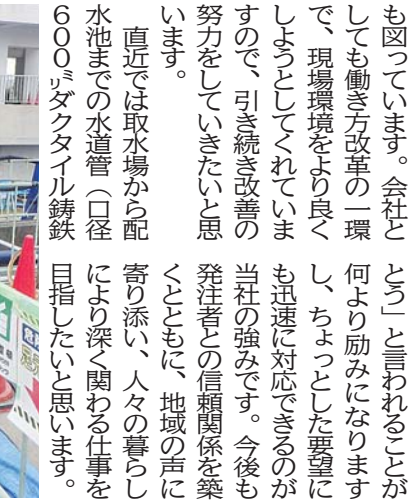 も図っています。会社と
しても働き方改革の一環
で、現場環境をより良く
しようとしてくれていま
すので、引き続き改善の
努力をしていきたいと思
います。
直近では取水場から配
水池までの水道管（口径
６００㍉ダクタイル鋳鉄
とう」と言われることが
何より励みになります
し、ちょっとした要望に
も迅速に対応できるのが
当社の強みです。今後も
発注者との信頼関係を築
くとともに、地域の声に
寄り添い、人々の暮らし
により深く関わる仕事を
目指したいと思います。